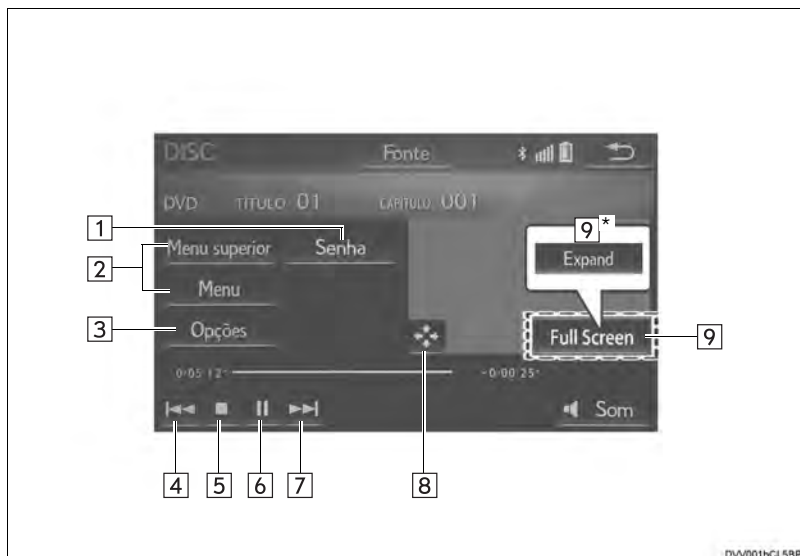 DISC Fonte
DVD TÍTULO 01 CAPÍTULO 001
9*
1
Menu superior Senha
Expand
2
Menu
3
Opções
Full Screen
9
0:05'12" -0:00'25"
Som
4 5 6 7 8
DVV001bGL5BP